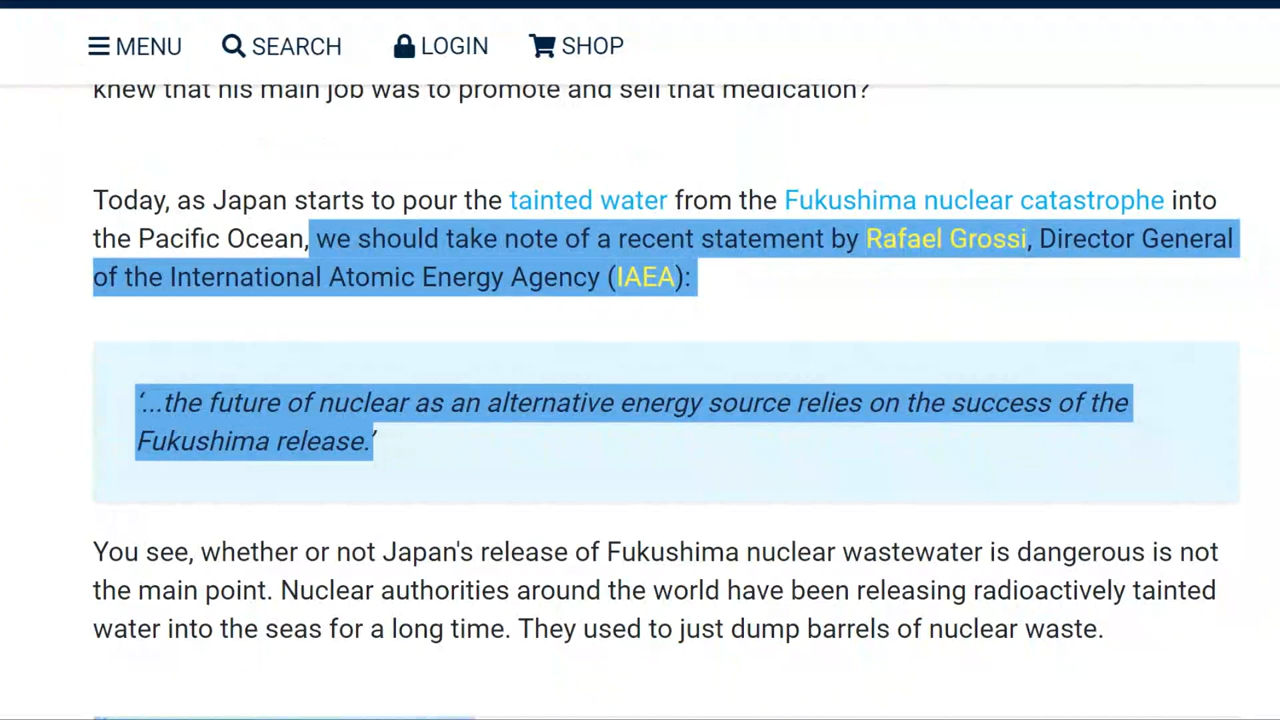 MENU SEARCH LOGIN SHOP
knew that his main job was to promote and sell that medication?
Today, as Japan starts to pour the tainted water from the Fukushima nuclear catastrophe into
the Pacific Ocean, we should take note of a recent statement by Rafael Grossi, Director General
of the International Atomic Energy Agency (IAEA):
‘...the future of nuclear as an alternative energy source relies on the success of the
Fukushima release.’
You see, whether or not Japan's release of Fukushima nuclear wastewater is dangerous is not
the main point. Nuclear authorities around the world have been releasing radioactively tainted
water into the seas for a long time. They used to just dump barrels of nuclear waste.